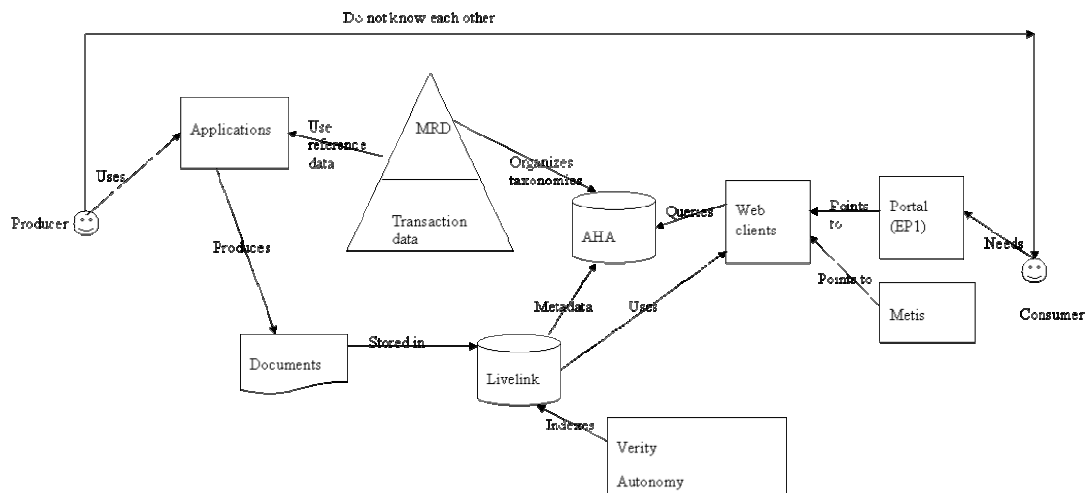 Do not know each other
Applications
Use
reference
data
MRD
Organizes
taxonomies
Uses
Producer
Transaction
data
AHA
Queries
Web
clients
Points
to
Portal
(EP1)
Needs
Produces
Metadata
Uses
Points to
Metis
Consumer
Documents
Stored in
Livelink
Indexes
Verity
Autonomy